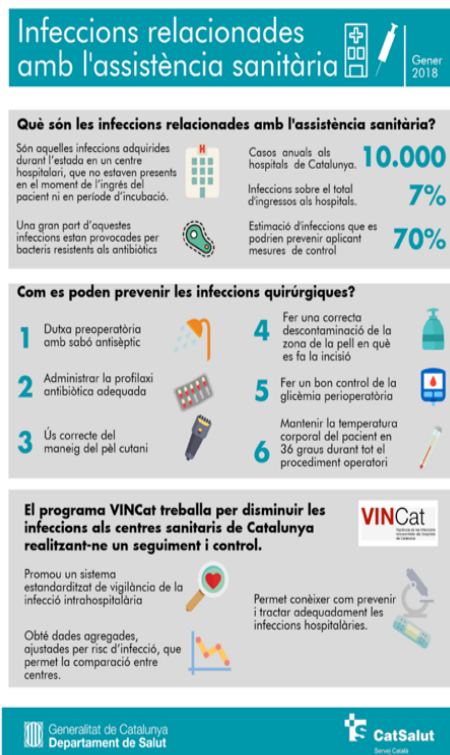 Infeccions relacionades
amb l'assistència sanitària
Gener
2018
Què són les infeccions relacionades amb l'assistència sanitària?
Són aquelles infeccions adquirides
durant l'estada en un centre
hospitalari, que no estaven presents
en el moment de l'ingrés del
pacient ni en període d'incubació.
H
Una gran part d'aquestes
infeccions estan provocades per
bacteris resistents als antibiòtics
Casos anuals als
hospitals de Catalunya.
10.000
Infeccions sobre el total
d'ingressos als hospitals.
7%
Estimació d'infeccions que es
podrien prevenir aplicant
mesures de control
70%
Com es poden prevenir les infeccions quirúrgiques?
1 Dutxa preoperatòria
amb sabó antisèptic
2 Administrar la profilaxi
antibiòtica adequada
3 Ús correcte del
maneig del pèl cutani
4 Fer una correcta
descontaminació de la
zona de la pell en què
es fa la incisió
5 Fer un bon control de la
glicèmia perioperatòria
6 Mantenir la temperatura
corporal del pacient en
36 graus durant tot el
procediment operatori
El programa VINCat treballa per disminuir les
infeccions als centres sanitaris de Catalunya
realitzant-ne un seguiment i control.
VINCat
Promou un sistema
estandarditzat de vigilància de la
infecció intrahospitalària
Obté dades agregades,
ajustades per risc d'infecció, que
permet la comparació entre
centres.
Permet conèixer com prevenir
i tractar adequadament les
infeccions hospitalàries.
Generalitat de Catalunya
Departament de Salut
CatSalut
Servei Català